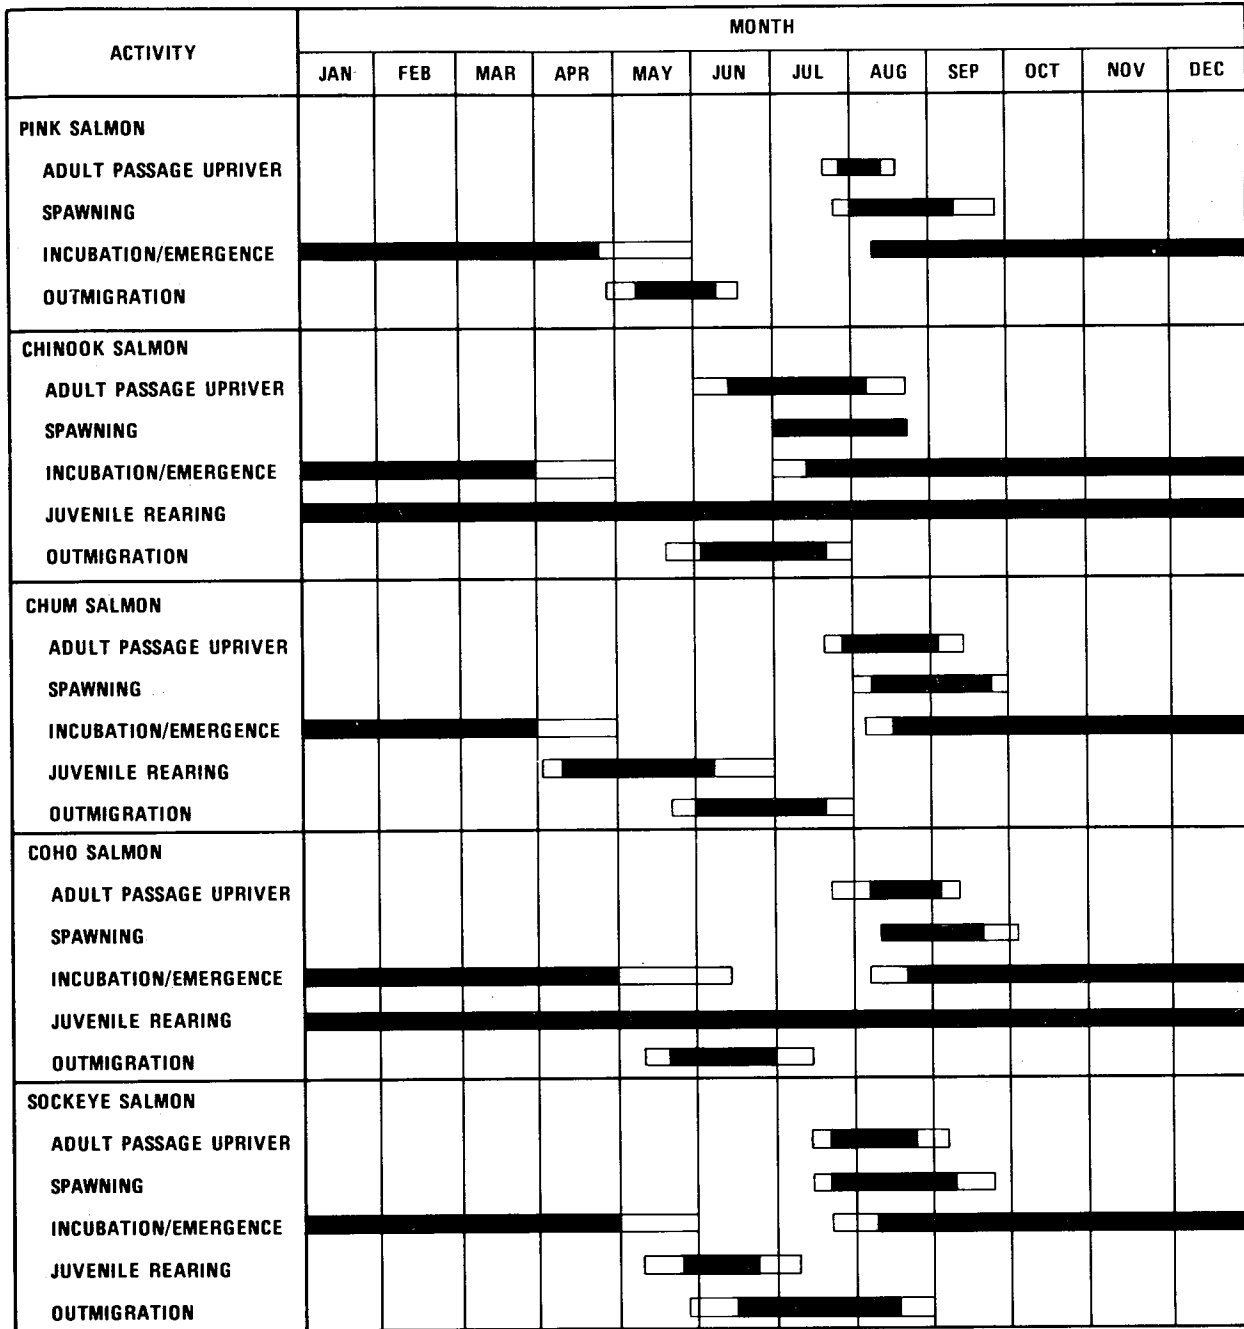 ACTIVITY
MONTH
JAN FEB MAR APR MAY JUN JUL AUG SEP OCT NOV DEC
PINK SALMON
ADULT PASSAGE UPRIVER
SPAWNING
INCUBATION/EMERGENCE
OUTMIGRATION
CHINOOK SALMON
ADULT PASSAGE UPRIVER
SPAWNING
INCUBATION/EMERGENCE
JUVENILE REARING
OUTMIGRATION
CHUM SALMON
ADULT PASSAGE UPRIVER
SPAWNING
INCUBATION/EMERGENCE
JUVENILE REARING
OUTMIGRATION
COHO SALMON
ADULT PASSAGE UPRIVER
SPAWNING
INCUBATION/EMERGENCE
JUVENILE REARING
OUTMIGRATION
SOCKEYE SALMON
ADULT PASSAGE UPRIVER
SPAWNING
INCUBATION/EMERGENCE
JUVENILE REARING
OUTMIGRATION